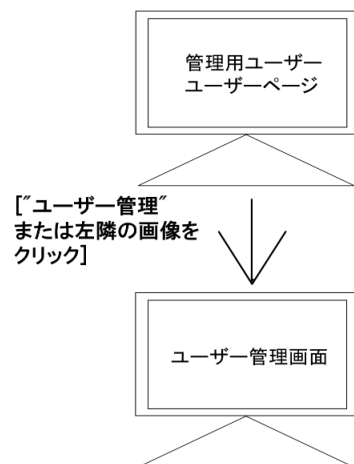 管理用ユーザー
ユーザーページ
["ユーザー管理"
または左隣の画像を
クリック]
ユーザー管理画面